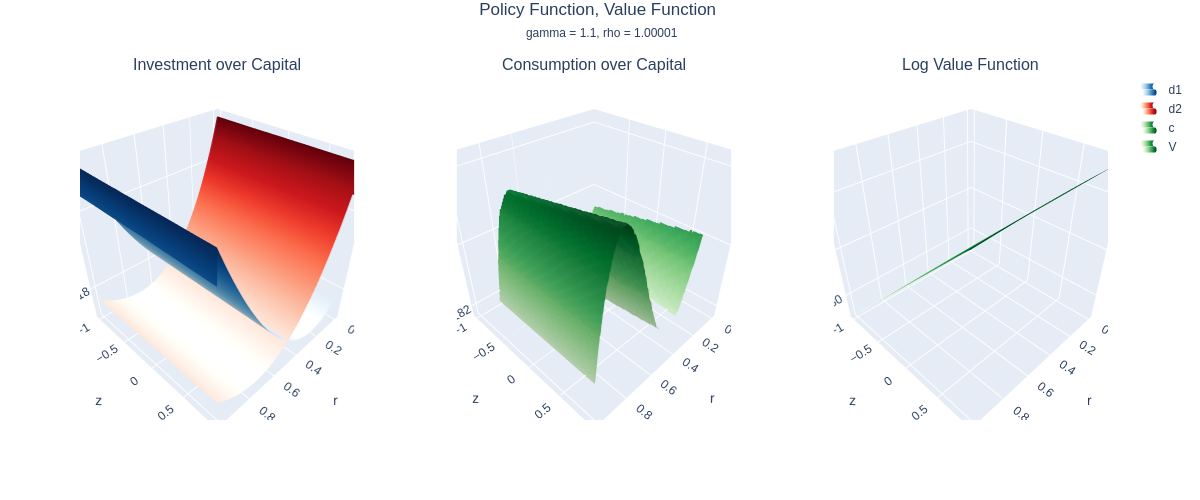 Policy Function, Value Function
gamma = 1.1, rho = 1.00001
Investment over Capital
Consumption over Capital
Log Value Function
d1
d2
c
V
−1
−0.5
0
0.5
z
0.2
0.4
0.6
0.8
r
−1
−0.5
0
0.5
z
0.2
0.4
0.6
0.8
r
−1
−0.5
0
0.5
z
0.2
0.4
0.6
0.8
r